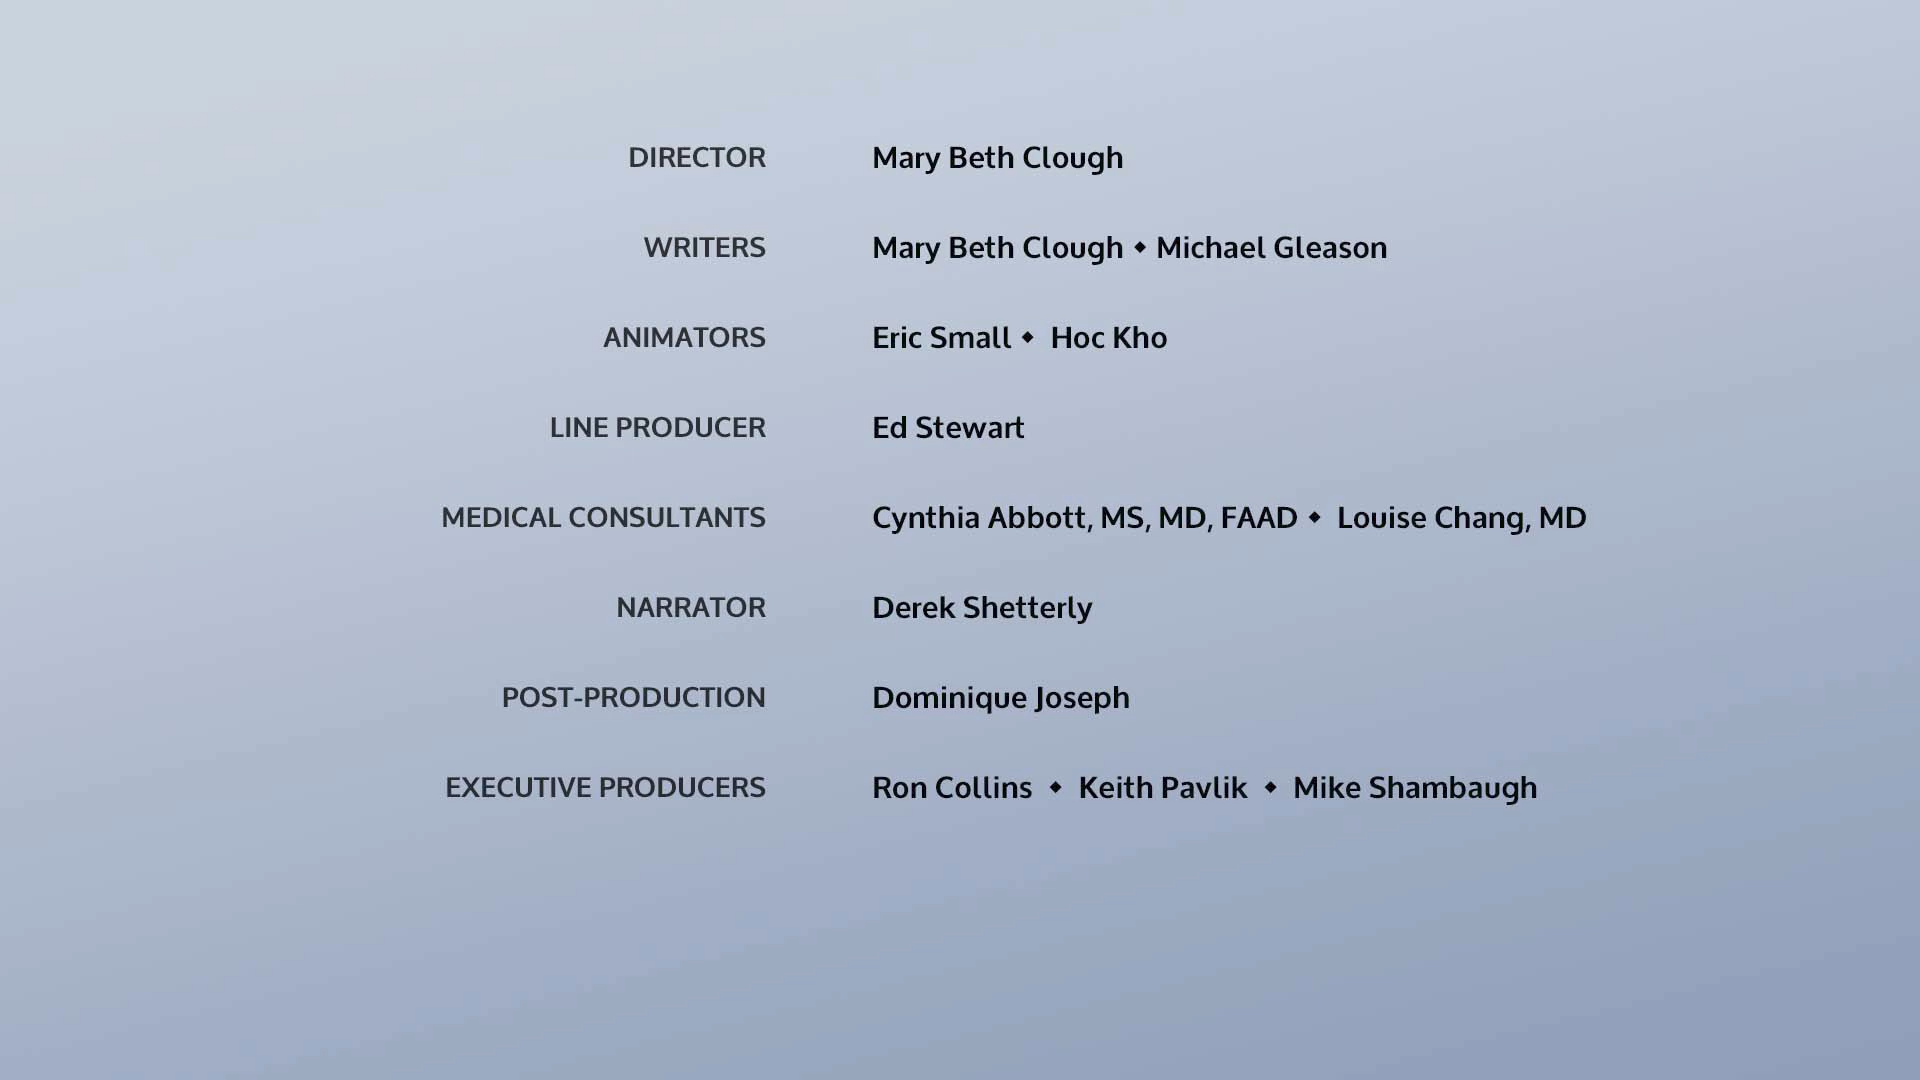 DIRECTOR Mary Beth Clough
WRITERS Mary Beth Clough ◆ Michael Gleason
ANIMATORS Eric Small ◆ Hoc Kho
LINE PRODUCER Ed Stewart
MEDICAL CONSULTANTS Cynthia Abbott, MS, MD, FAAD ◆ Louise Chang, MD
NARRATOR Derek Shetterly
POST-PRODUCTION Dominique Joseph
EXECUTIVE PRODUCERS Ron Collins ◆ Keith Pavlik ◆ Mike Shambaugh